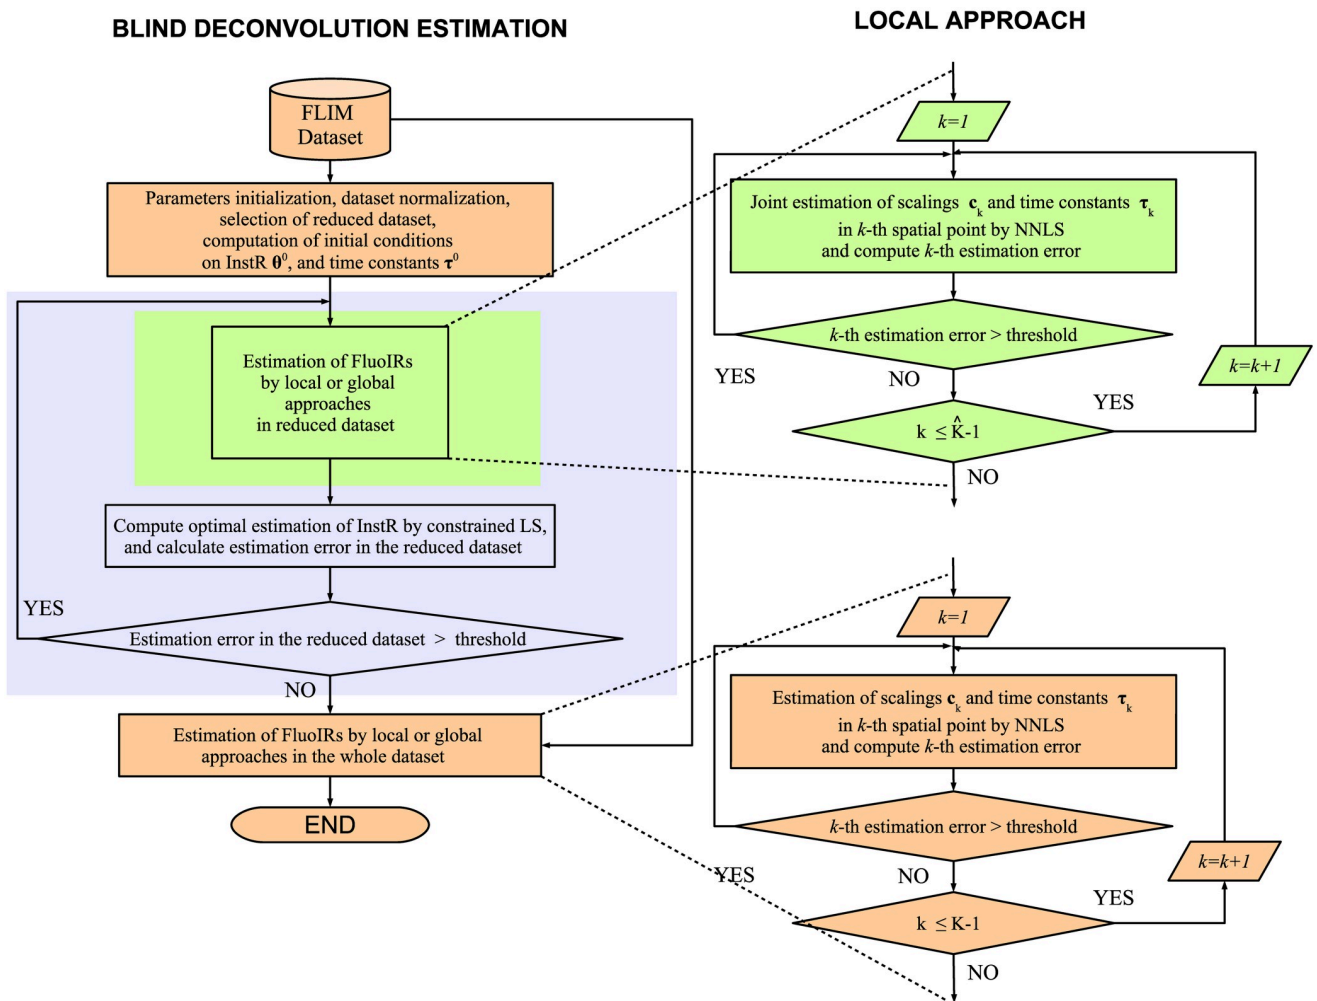 BLIND DECONVOLUTION ESTIMATION
FLIM
Dataset
Parameters initialization, dataset normalization,
selection of reduced dataset,
computation of initial conditions
on InstR θ⁰, and time constants τ⁰
Estimation of FluoIRs
by local or global
approaches
in reduced dataset
Compute optimal estimation of InstR by constrained LS,
and calculate estimation error in the reduced dataset
YES
Estimation error in the reduced dataset > threshold
NO
Estimation of FluoIRs by local or global
approaches in the whole dataset
END
LOCAL APPROACH
k=1
Joint estimation of scalings cₖ and time constants τₖ
in k-th spatial point by NNLS
and compute k-th estimation error
k-th estimation error > threshold
YES
NO
k=k+1
YES
k ≤ K̂-1
NO
k=1
Estimation of scalings cₖ and time constants τₖ
in k-th spatial point by NNLS
and compute k-th estimation error
k-th estimation error > threshold
YES
NO
k=k+1
YES
k ≤ K-1
NO